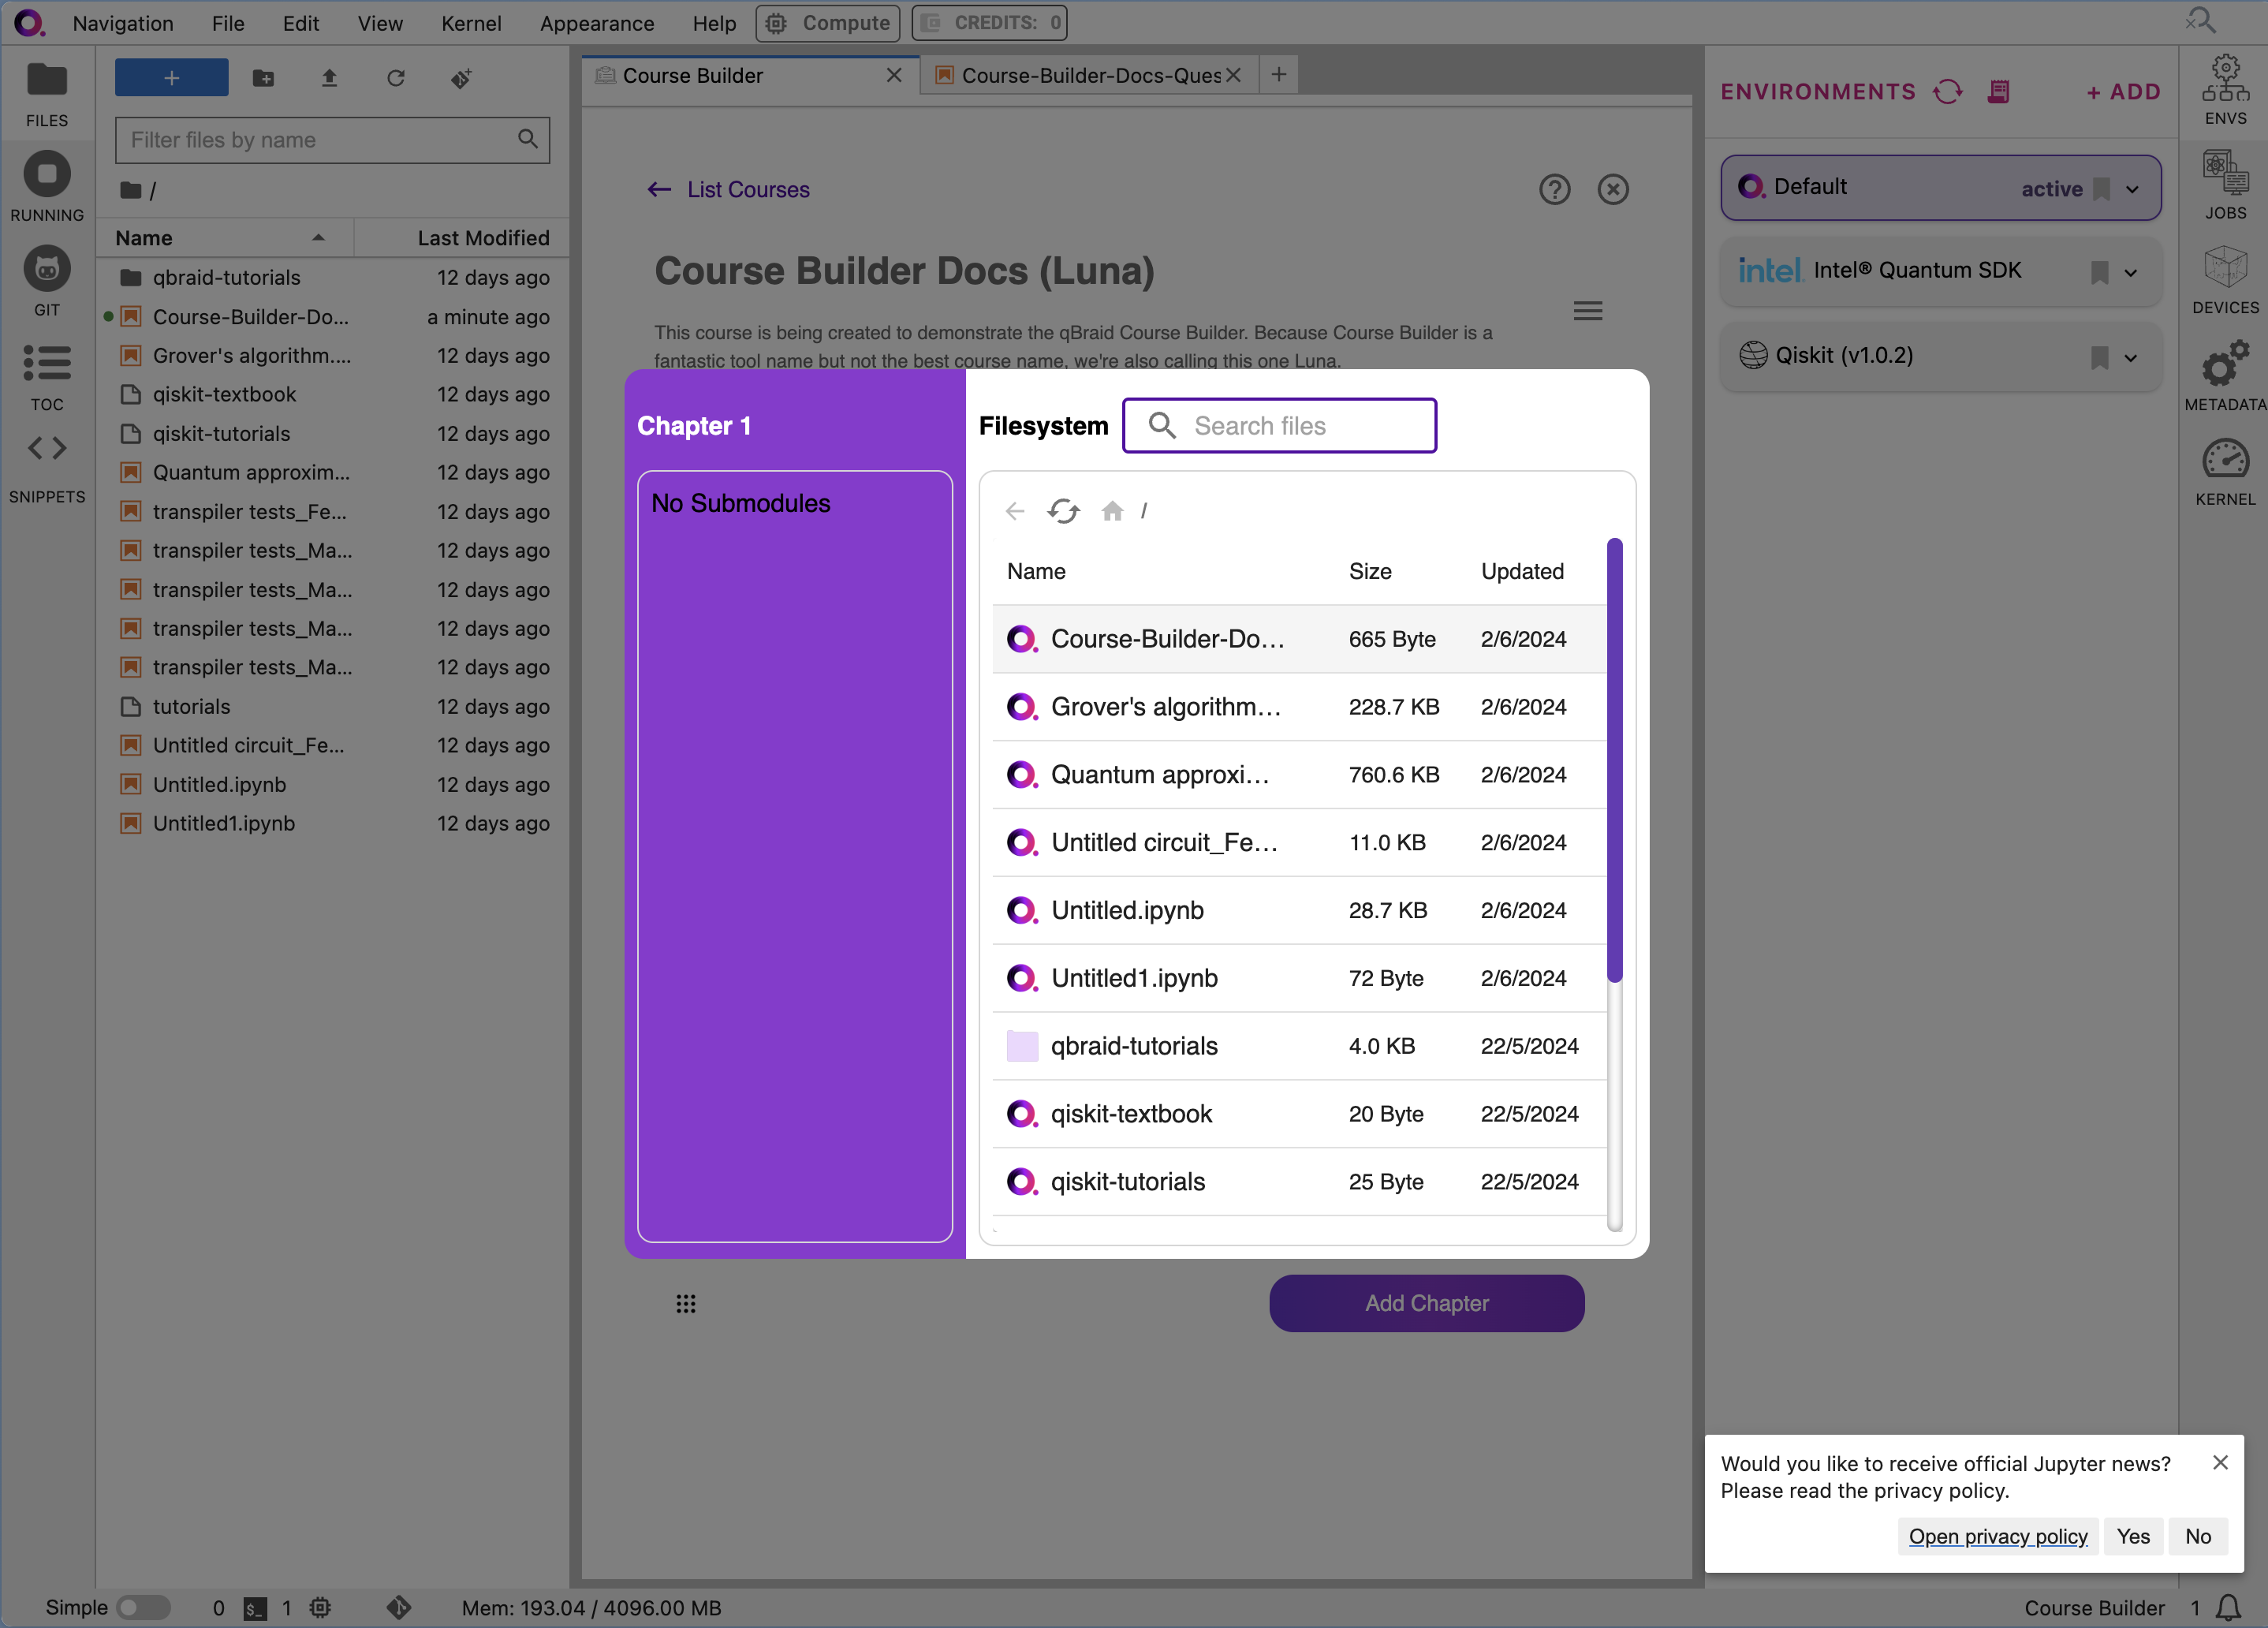 Navigation File Edit View Kernel Appearance Help Compute CREDITS: 0
FILES
RUNNING
GIT
TOC
SNIPPETS
+
Filter files by name
/
Name Last Modified
qbraid-tutorials 12 days ago
Course-Builder-Do... a minute ago
Grover's algorithm.... 12 days ago
qiskit-textbook 12 days ago
qiskit-tutorials 12 days ago
Quantum approxim... 12 days ago
transpiler tests_Fe... 12 days ago
transpiler tests_Ma... 12 days ago
transpiler tests_Ma... 12 days ago
transpiler tests_Ma... 12 days ago
transpiler tests_Ma... 12 days ago
tutorials 12 days ago
Untitled circuit_Fe... 12 days ago
Untitled.ipynb 12 days ago
Untitled1.ipynb 12 days ago
Course Builder Course-Builder-Docs-Ques +
List Courses
Course Builder Docs (Luna)
This course is being created to demonstrate the qBraid Course Builder. Because Course Builder is a
fantastic tool name but not the best course name, we're also calling this one Luna.
Chapter 1
No Submodules
Filesystem Search files
/
Name Size Updated
Course-Builder-Do... 665 Byte 2/6/2024
Grover's algorithm... 228.7 KB 2/6/2024
Quantum approxi... 760.6 KB 2/6/2024
Untitled circuit_Fe... 11.0 KB 2/6/2024
Untitled.ipynb 28.7 KB 2/6/2024
Untitled1.ipynb 72 Byte 2/6/2024
qbraid-tutorials 4.0 KB 22/5/2024
qiskit-textbook 20 Byte 22/5/2024
qiskit-tutorials 25 Byte 22/5/2024
Add Chapter
ENVIRONMENTS + ADD
Default active
intel. Intel® Quantum SDK
Qiskit (v1.0.2)
ENVS
JOBS
DEVICES
METADATA
KERNEL
Would you like to receive official Jupyter news?
Please read the privacy policy.
Open privacy policy Yes No
Simple 0 $_ 1 Mem: 193.04 / 4096.00 MB Course Builder 1